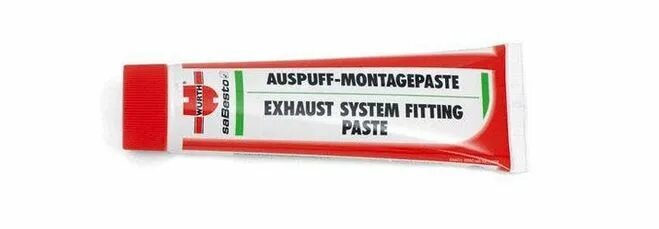 WÜRTH
saBesto
AUSPUFF-MONTAGEPASTE
EXHAUST SYSTEM FITTING
PASTE